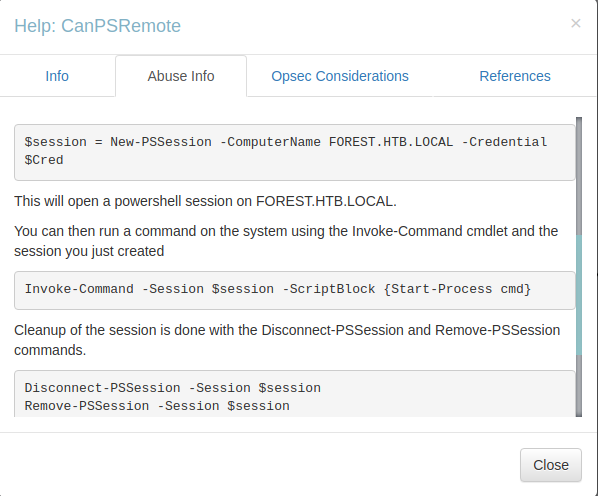 Help: CanPSRemote
×
Info
Abuse Info
Opsec Considerations
References
$session = New-PSSession -ComputerName FOREST.HTB.LOCAL -Credential
$Cred
This will open a powershell session on FOREST.HTB.LOCAL.
You can then run a command on the system using the Invoke-Command cmdlet and the
session you just created
Invoke-Command -Session $session -ScriptBlock {Start-Process cmd}
Cleanup of the session is done with the Disconnect-PSSession and Remove-PSSession
commands.
Disconnect-PSSession -Session $session
Remove-PSSession -Session $session
Close